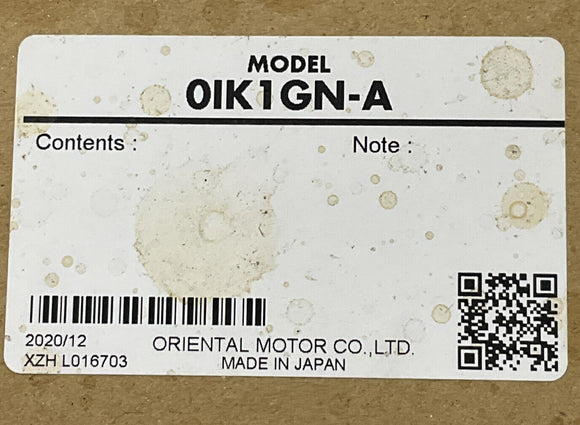 MODEL
0IK1GN-A
Contents :
Note :
2020/12
XZH L016703
ORIENTAL MOTOR CO.,LTD.
MADE IN JAPAN